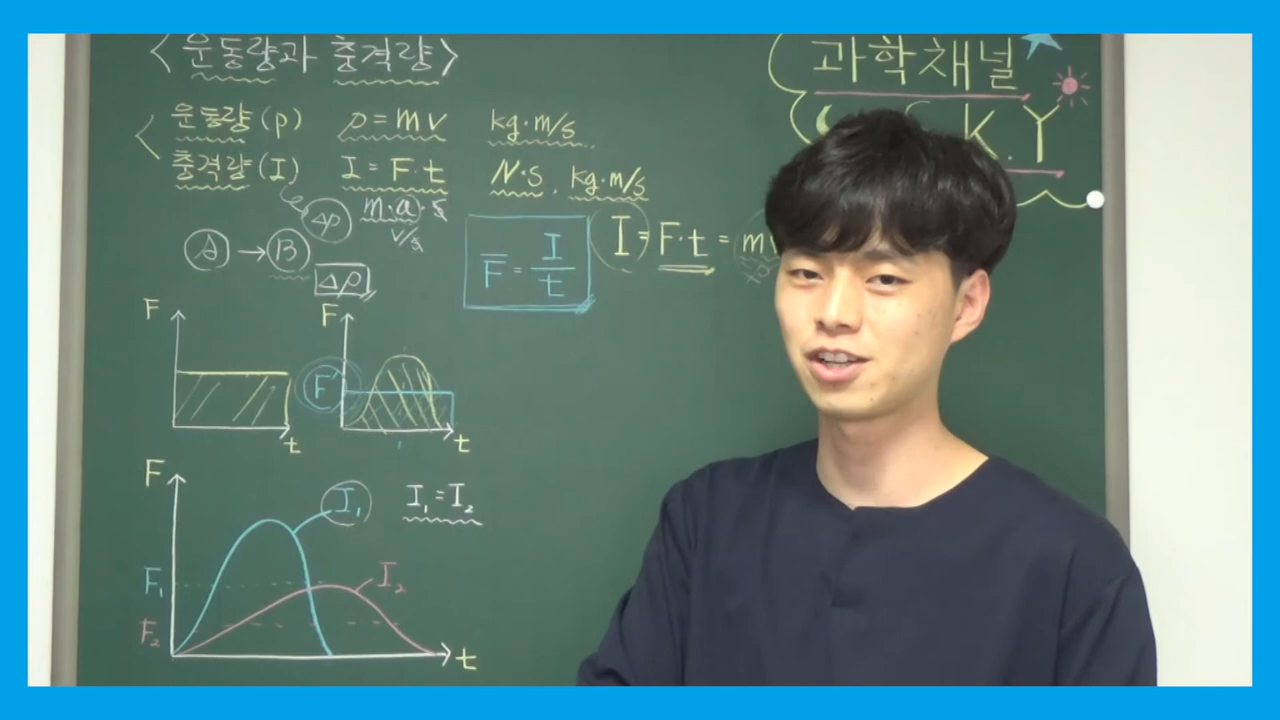 <운동량과 충격량>
운동량(p) p=mv kg·m/s
충격량(I) I=F·t N·s, kg·m/s
Δp m·a·s
v/s
A → B
Δp
F̄ = I/t
I = F·t = mv
과학채널
K.Y
F
t
F
F
t
F
I₁
I₁=I₂
F₁
I₂
F₂
t